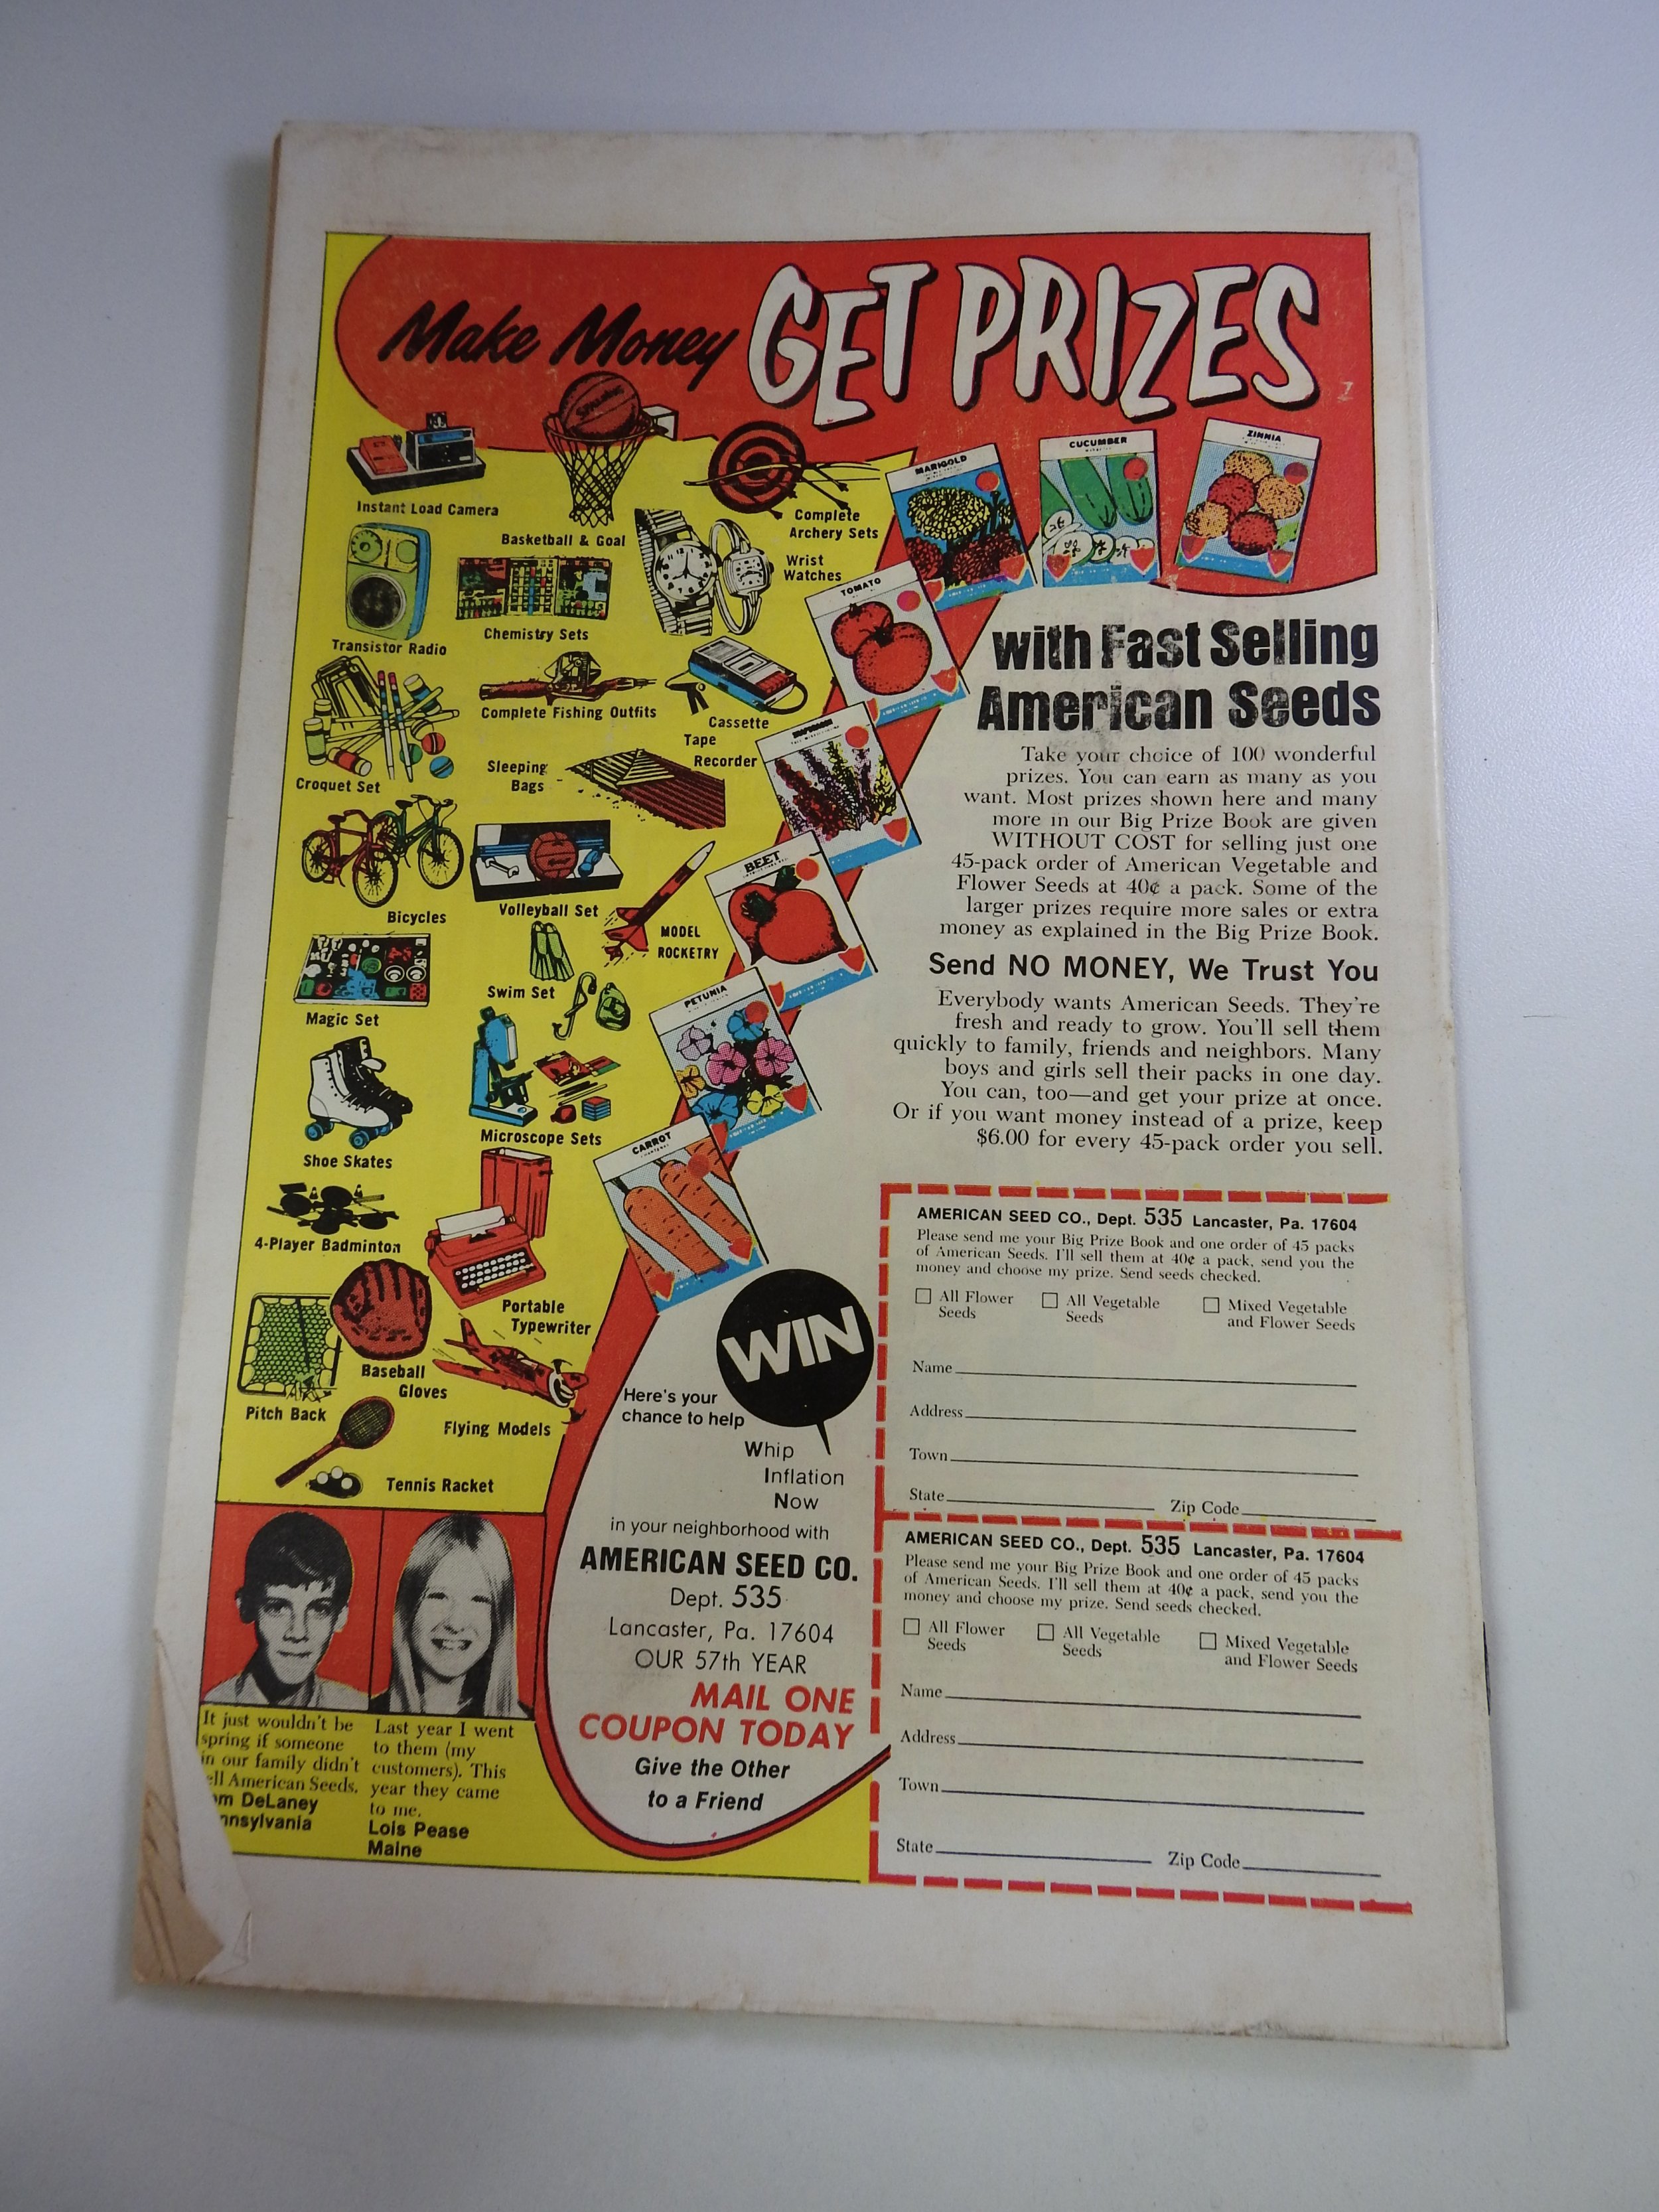 Make Money GET PRIZES
Instant Load Camera
Basketball & Goal
SPALDING
Complete
Archery Sets
Transistor Radio
Chemistry Sets
Wrist
Watches
Croquet Set
Complete Fishing Outfits
Cassette
Tape
Recorder
Sleeping
Bags
Bicycles
Volleyball Set
MODEL
ROCKETRY
Magic Set
Swim Set
Shoe Skates
Microscope Sets
4-Player Badminton
Portable
Typewriter
Pitch Back
Baseball
Gloves
Flying Models
Tennis Racket
MARIGOLD
CUCUMBER
ZINNIA
TOMATO
BEET
PETUNIA
CARROT
with Fast Selling
American Seeds
Take your choice of 100 wonderful
prizes. You can earn as many as you
want. Most prizes shown here and many
more in our Big Prize Book are given
WITHOUT COST for selling just one
45-pack order of American Vegetable and
Flower Seeds at 40¢ a pack. Some of the
larger prizes require more sales or extra
money as explained in the Big Prize Book.
Send NO MONEY, We Trust You
Everybody wants American Seeds. They're
fresh and ready to grow. You'll sell them
quickly to family, friends and neighbors. Many
boys and girls sell their packs in one day.
You can, too—and get your prize at once.
Or if you want money instead of a prize, keep
$6.00 for every 45-pack order you sell.
WIN
Here's your
chance to help
Whip
Inflation
Now
in your neighborhood with
AMERICAN SEED CO.
Dept. 535
Lancaster, Pa. 17604
OUR 57th YEAR
MAIL ONE
COUPON TODAY
Give the Other
to a Friend
It just wouldn't be
spring if someone
in our family didn't
ell American Seeds.
om DeLaney
nnsylvania
Last year I went
to them (my
customers). This
year they came
to me.
Lois Pease
Maine
AMERICAN SEED CO., Dept. 535 Lancaster, Pa. 17604
Please send me your Big Prize Book and one order of 45 packs
of American Seeds. I'll sell them at 40¢ a pack, send you the
money and choose my prize. Send seeds checked.
All Flower
Seeds
All Vegetable
Seeds
Mixed Vegetable
and Flower Seeds
Name
Address
Town
State Zip Code
AMERICAN SEED CO., Dept. 535 Lancaster, Pa. 17604
Please send me your Big Prize Book and one order of 45 packs
of American Seeds. I'll sell them at 40¢ a pack, send you the
money and choose my prize. Send seeds checked.
All Flower
Seeds
All Vegetable
Seeds
Mixed Vegetable
and Flower Seeds
Name
Address
Town
State Zip Code